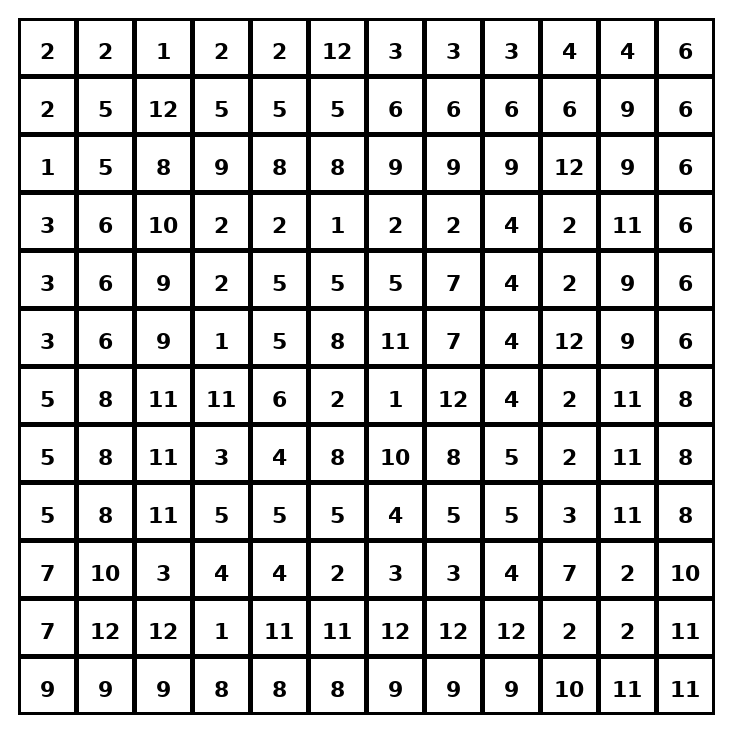 2 2 1 2 2 12 3 3 3 4 4 6
2 5 12 5 5 5 6 6 6 6 9 6
1 5 8 9 8 8 9 9 9 12 9 6
3 6 10 2 2 1 2 2 4 2 11 6
3 6 9 2 5 5 5 7 4 2 9 6
3 6 9 1 5 8 11 7 4 12 9 6
5 8 11 11 6 2 1 12 4 2 11 8
5 8 11 3 4 8 10 8 5 2 11 8
5 8 11 5 5 5 4 5 5 3 11 8
7 10 3 4 4 2 3 3 4 7 2 10
7 12 12 1 11 11 12 12 12 2 2 11
9 9 9 8 8 8 9 9 9 10 11 11